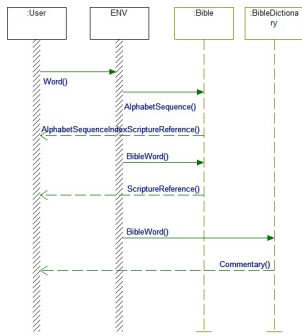 :User
ENV
:Bible
:BibleDictiona
ry
Word()
AlphabetSequence()
AlphabetSequenceIndexScriptureReference()
BibleWord()
ScriptureReference()
BibleWord()
Commentary()